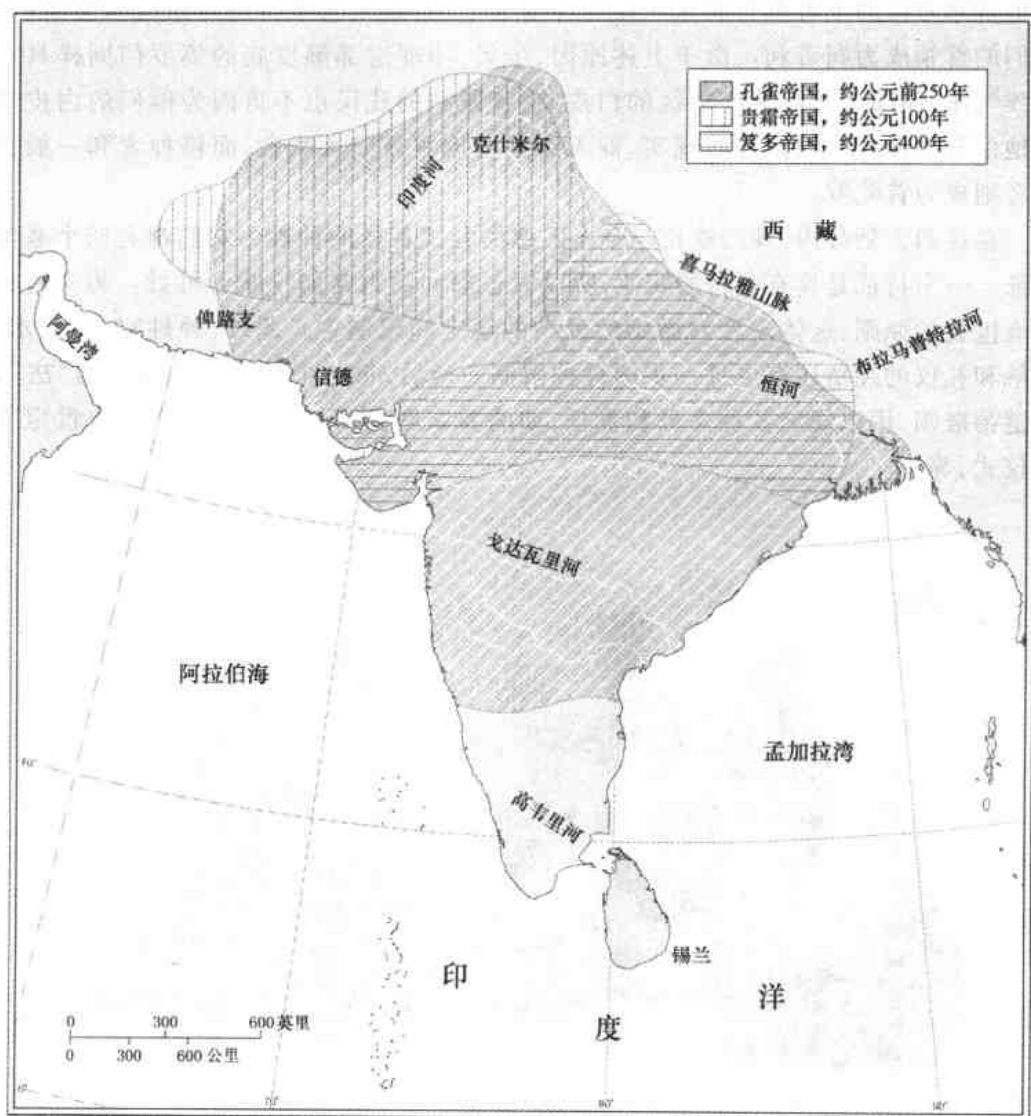 孔雀帝国，约公元前250年
贵霜帝国，约公元100年
笈多帝国，约公元400年
克什米尔
印度河
西 藏
喜马拉雅山脉
阿曼湾
俾路支
布拉马普特拉河
信德
恒河
戈达瓦里河
阿拉伯海
孟加拉湾
高韦里河
锡兰
印 度 洋
0 300 600 英里
0 300 600 公里
70°
80°